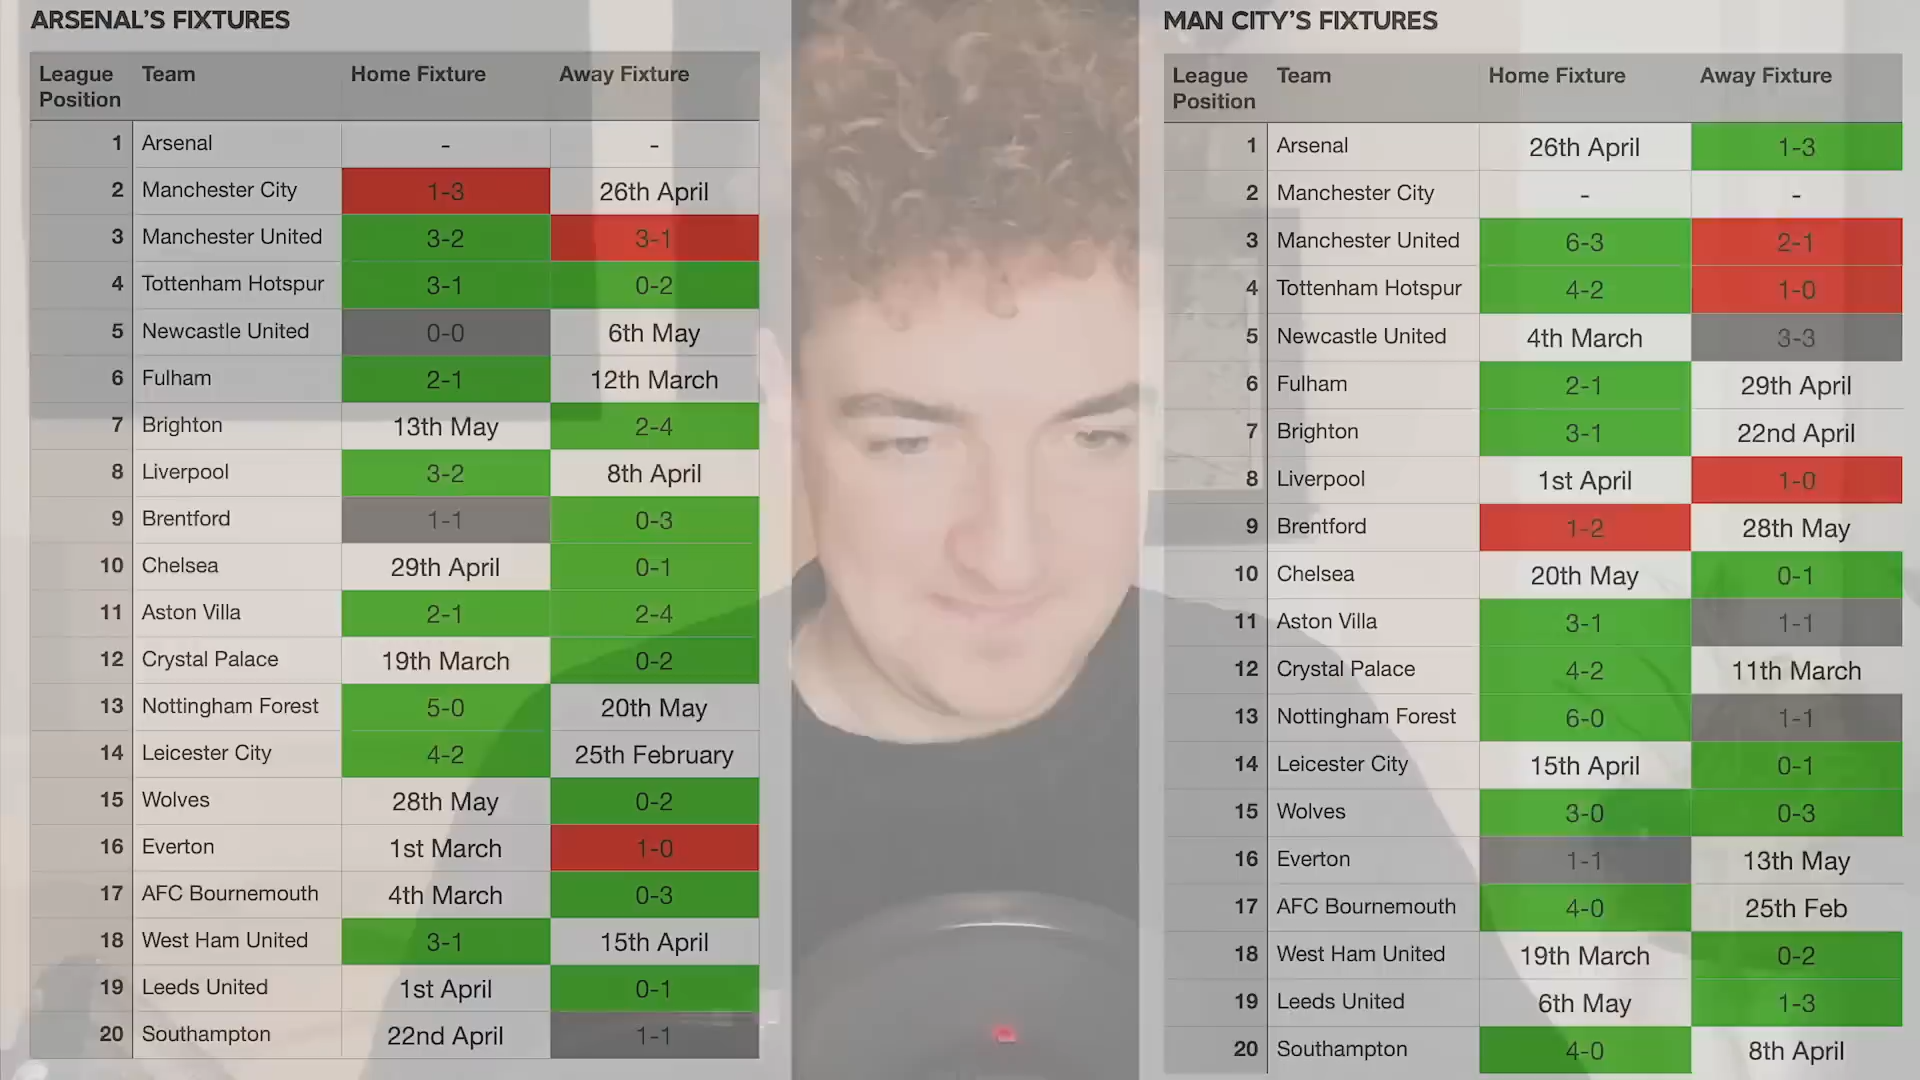 ARSENAL'S FIXTURES
League Position Team Home Fixture Away Fixture
1 Arsenal - -
2 Manchester City 1-3 26th April
3 Manchester United 3-2 3-1
4 Tottenham Hotspur 3-1 0-2
5 Newcastle United 0-0 6th May
6 Fulham 2-1 12th March
7 Brighton 13th May 2-4
8 Liverpool 3-2 8th April
9 Brentford 1-1 0-3
10 Chelsea 29th April 0-1
11 Aston Villa 2-1 2-4
12 Crystal Palace 19th March 0-2
13 Nottingham Forest 5-0 20th May
14 Leicester City 4-2 25th February
15 Wolves 28th May 0-2
16 Everton 1st March 1-0
17 AFC Bournemouth 4th March 0-3
18 West Ham United 3-1 15th April
19 Leeds United 1st April 0-1
20 Southampton 22nd April 1-1
MAN CITY'S FIXTURES
League Position Team Home Fixture Away Fixture
1 Arsenal 26th April 1-3
2 Manchester City - -
3 Manchester United 6-3 2-1
4 Tottenham Hotspur 4-2 1-0
5 Newcastle United 4th March 3-3
6 Fulham 2-1 29th April
7 Brighton 3-1 22nd April
8 Liverpool 1st April 1-0
9 Brentford 1-2 28th May
10 Chelsea 20th May 0-1
11 Aston Villa 3-1 1-1
12 Crystal Palace 4-2 11th March
13 Nottingham Forest 6-0 1-1
14 Leicester City 15th April 0-1
15 Wolves 3-0 0-3
16 Everton 1-1 13th May
17 AFC Bournemouth 4-0 25th Feb
18 West Ham United 19th March 0-2
19 Leeds United 6th May 1-3
20 Southampton 4-0 8th April